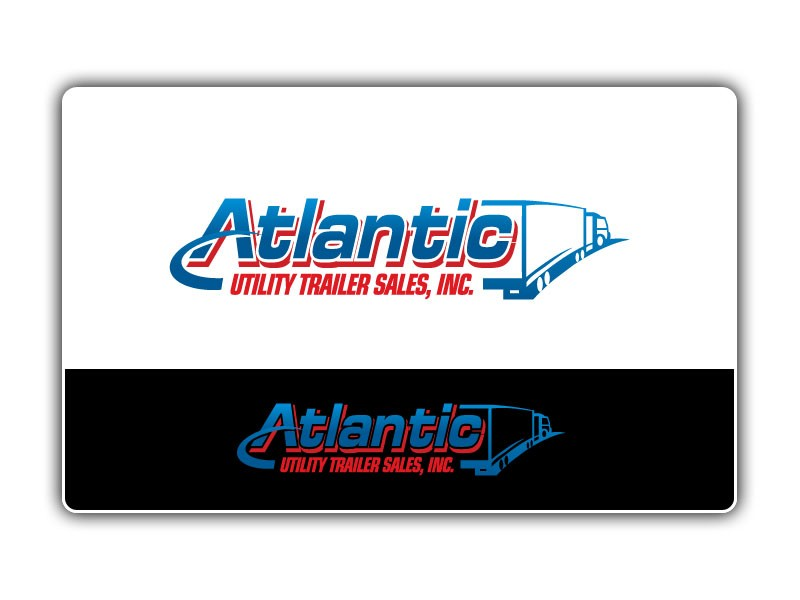 Atlantic
UTILITY TRAILER SALES, INC.
Atlantic
UTILITY TRAILER SALES, INC.